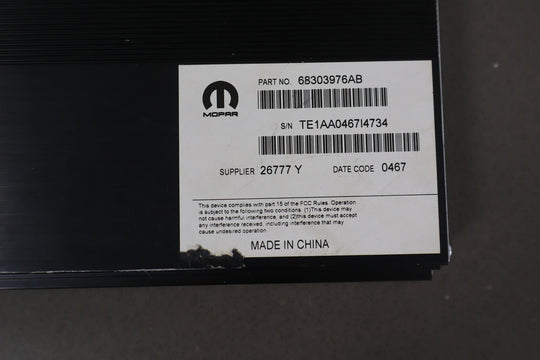 MOPAR
PART NO. 68303976AB
S/N TE1AA0467I4734
SUPPLIER 26777 Y DATE CODE 0467
This device complies with part 15 of the FCC Rules. Operation
is subject to the following two conditions. (1)This device may
not cause harmful interference, and (2)this device must accept
any interference received, including interference that may
cause undesired operation.
MADE IN CHINA